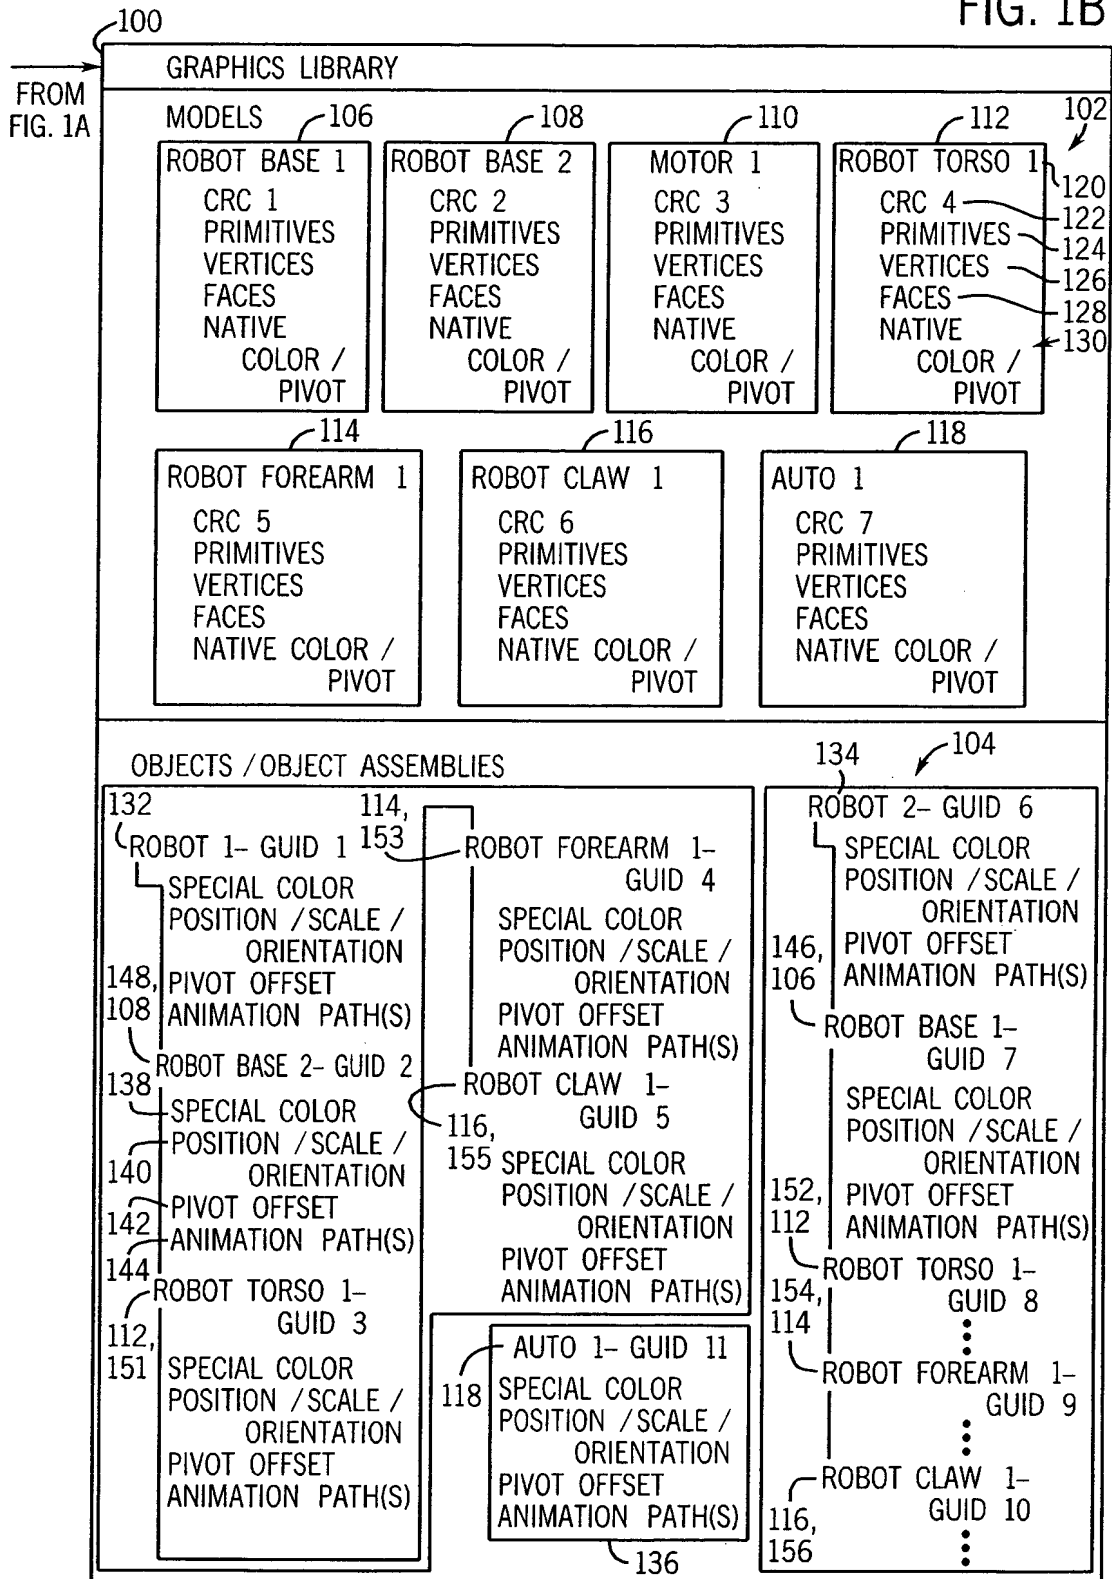 FIG. 1B
100
GRAPHICS LIBRARY
FROM
FIG. 1A
MODELS
106
108
110
112
102
ROBOT BASE 1
CRC 1
PRIMITIVES
VERTICES
FACES
NATIVE
COLOR /
PIVOT
ROBOT BASE 2
CRC 2
PRIMITIVES
VERTICES
FACES
NATIVE
COLOR /
PIVOT
MOTOR 1
CRC 3
PRIMITIVES
VERTICES
FACES
NATIVE
COLOR /
PIVOT
ROBOT TORSO 1
CRC 4
PRIMITIVES
VERTICES
FACES
NATIVE
COLOR /
PIVOT
120
122
124
126
128
130
114
116
118
ROBOT FOREARM 1
CRC 5
PRIMITIVES
VERTICES
FACES
NATIVE COLOR /
PIVOT
ROBOT CLAW 1
CRC 6
PRIMITIVES
VERTICES
FACES
NATIVE COLOR /
PIVOT
AUTO 1
CRC 7
PRIMITIVES
VERTICES
FACES
NATIVE COLOR /
PIVOT
OBJECTS / OBJECT ASSEMBLIES
104
132
ROBOT 1– GUID 1
SPECIAL COLOR
POSITION / SCALE /
ORIENTATION
148,
108
PIVOT OFFSET
ANIMATION PATH(S)
ROBOT BASE 2– GUID 2
138
SPECIAL COLOR
140
POSITION / SCALE /
ORIENTATION
142
PIVOT OFFSET
144
ANIMATION PATH(S)
ROBOT TORSO 1–
GUID 3
112,
151
SPECIAL COLOR
POSITION / SCALE /
ORIENTATION
PIVOT OFFSET
ANIMATION PATH(S)
114,
153
ROBOT FOREARM 1–
GUID 4
SPECIAL COLOR
POSITION / SCALE /
ORIENTATION
PIVOT OFFSET
ANIMATION PATH(S)
ROBOT CLAW 1–
GUID 5
116,
155
SPECIAL COLOR
POSITION / SCALE /
ORIENTATION
PIVOT OFFSET
ANIMATION PATH(S)
AUTO 1– GUID 11
118
SPECIAL COLOR
POSITION / SCALE /
ORIENTATION
PIVOT OFFSET
ANIMATION PATH(S)
136
134
ROBOT 2– GUID 6
SPECIAL COLOR
POSITION / SCALE /
ORIENTATION
146,
106
PIVOT OFFSET
ANIMATION PATH(S)
ROBOT BASE 1–
GUID 7
SPECIAL COLOR
POSITION / SCALE /
ORIENTATION
152,
112
PIVOT OFFSET
ANIMATION PATH(S)
ROBOT TORSO 1–
GUID 8
154,
114
ROBOT FOREARM 1–
GUID 9
ROBOT CLAW 1–
GUID 10
116,
156